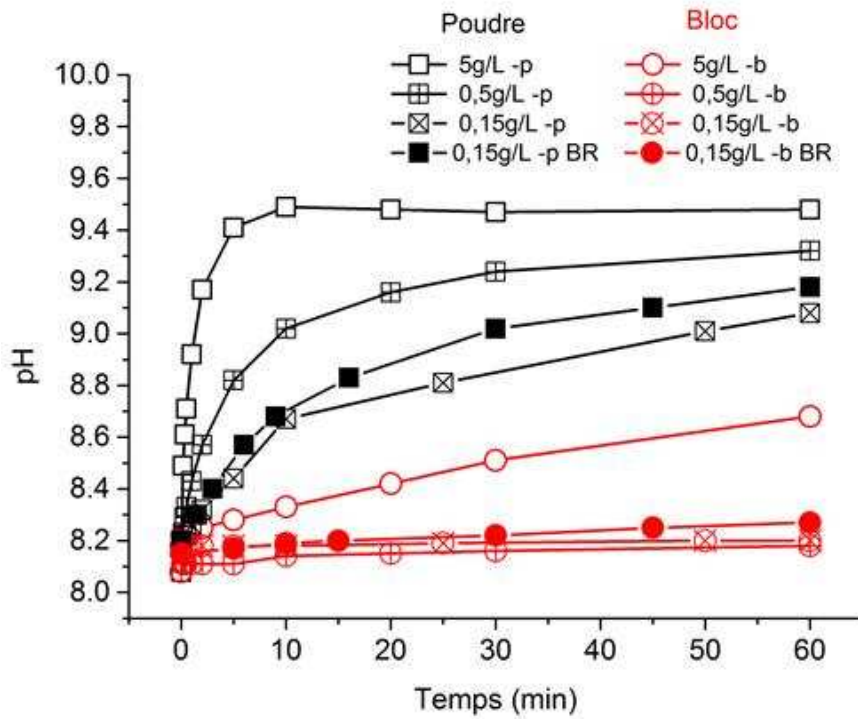 Poudre Bloc
5g/L -p 5g/L -b
0,5g/L -p 0,5g/L -b
0,15g/L -p 0,15g/L -b
0,15g/L -p BR 0,15g/L -b BR
10.0
9.8
9.6
9.4
9.2
9.0
8.8
8.6
8.4
8.2
8.0
pH
0 10 20 30 40 50 60
Temps (min)